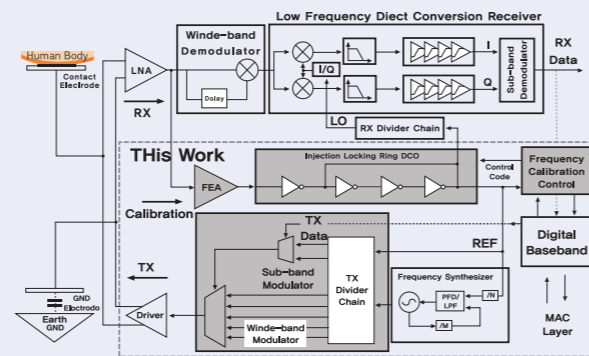 Low Frequency Diect Conversion Receiver
Winde-band
Demodulator
Human Body
Contact
Electrode
LNA
Dolay
I/Q
I
Q
Sub-band
Demodulator
RX
Data
RX
LO
RX Divider Chain
THis Work
Injection Locking Ring DCO
FEA
Calibration
Control
Code
Frequency
Calibration
Control
TX
Data
Sub-band
Modulator
TX
Divider
Chain
Winde-band
Modulator
REF
Digital
Baseband
Frequency Synthesizer
PFD/
LPF
/N
/M
MAC
Layer
TX
Driver
GND
Electrodo
Earth
GND